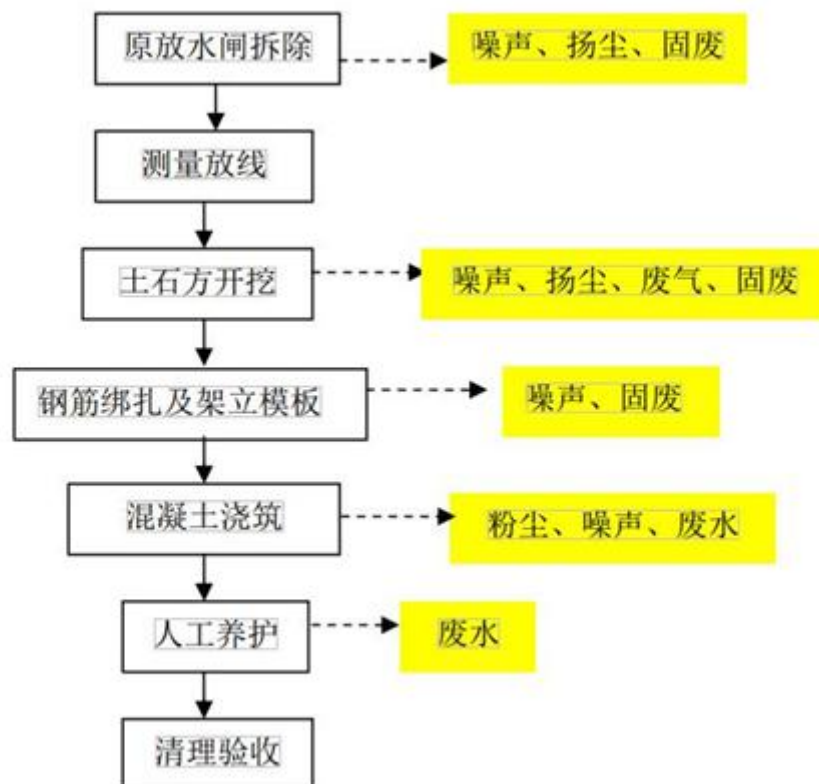 原放水闸拆除
噪声、扬尘、固废
测量放线
土石方开挖
噪声、扬尘、废气、固废
钢筋绑扎及架立模板
噪声、固废
混凝土浇筑
粉尘、噪声、废水
人工养护
废水
清理验收